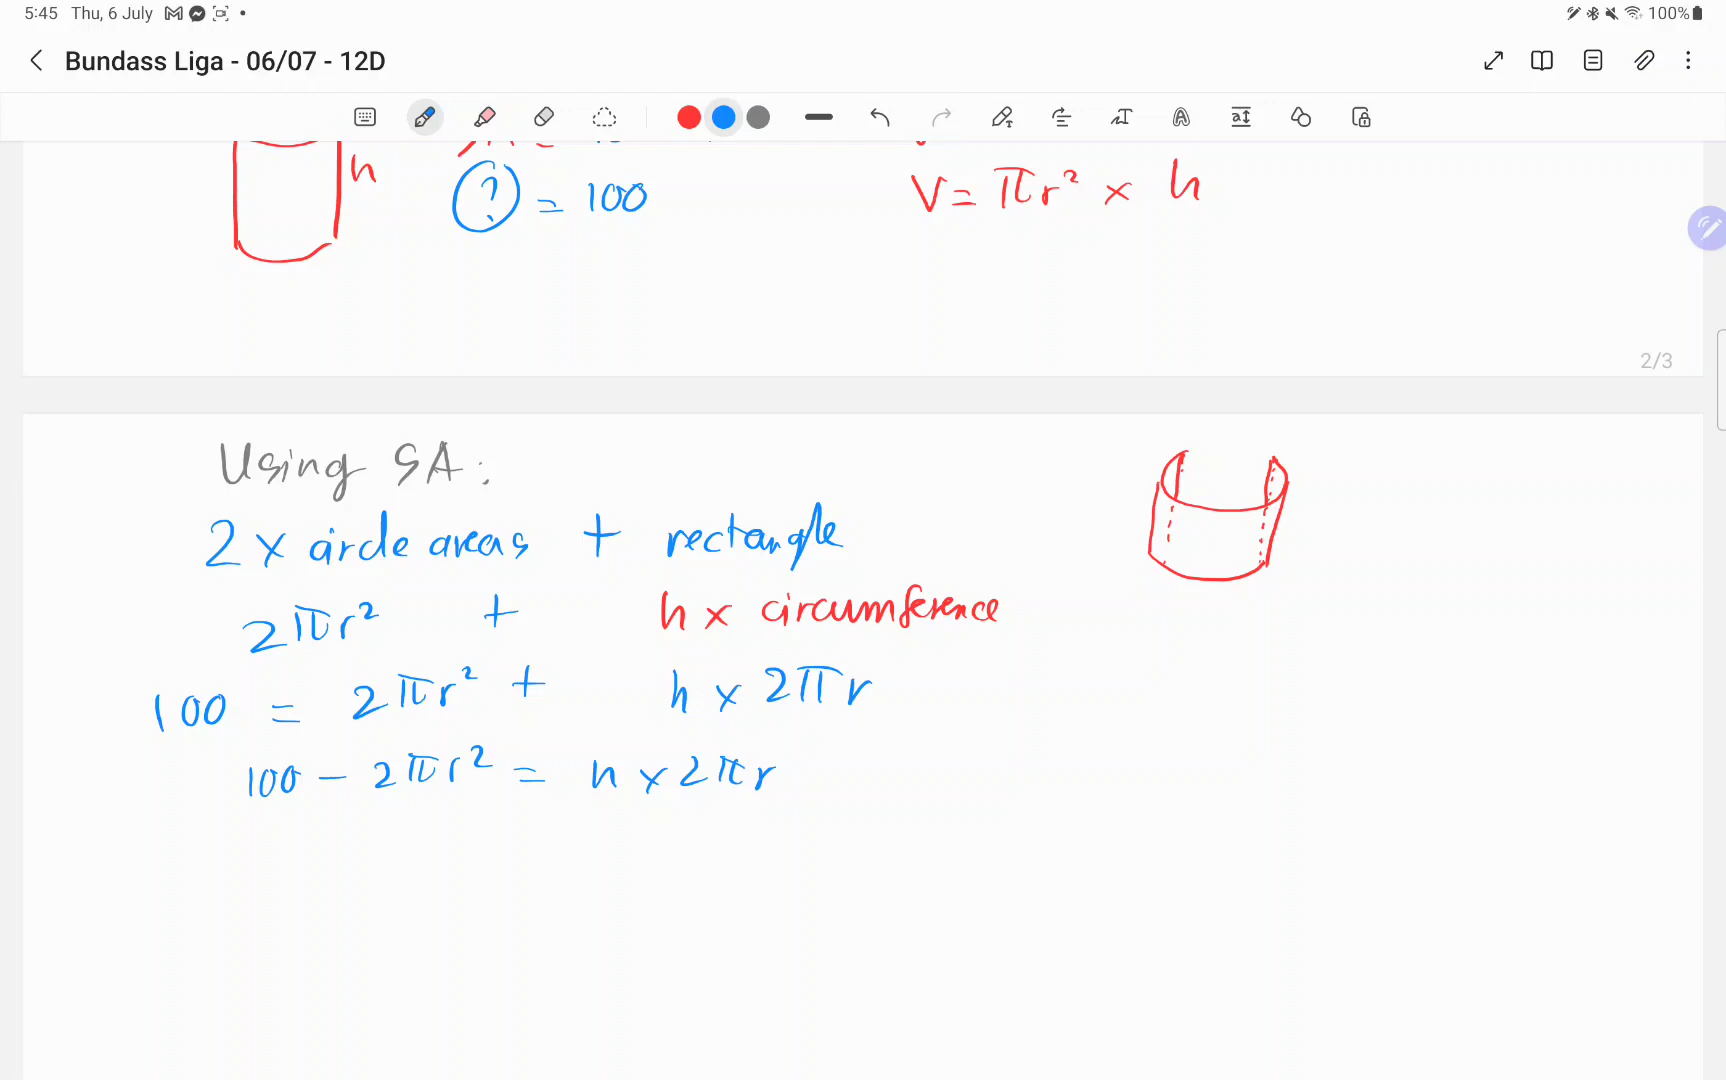 5:45 Thu, 6 July 100%
Bundass Liga - 06/07 - 12D
h
? = 100
V = πr² × h
2/3
Using SA:
2 × circle areas + rectangle
2πr² + h × circumference
100 = 2πr² + h × 2πr
100 - 2πr² = h × 2πr